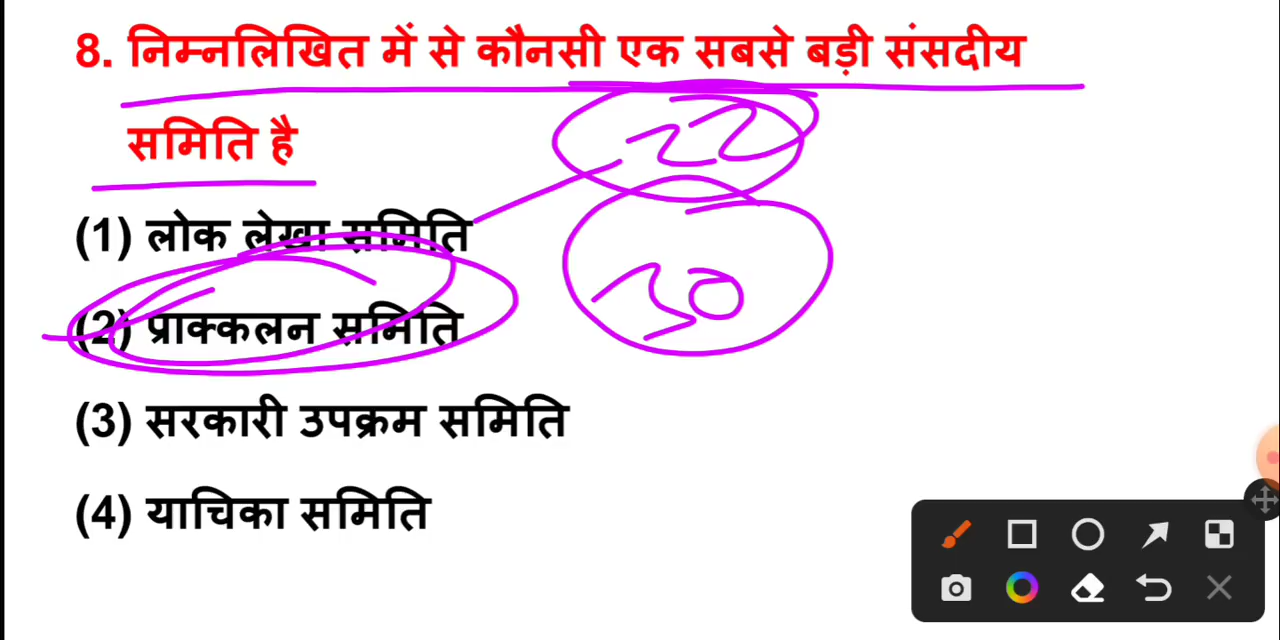 8. निम्नलिखित में से कौनसी एक सबसे बड़ी संसदीय
समिति है
22
(1) लोक लेखा समिति
30
(2) प्राक्कलन समिति
(3) सरकारी उपक्रम समिति
(4) याचिका समिति